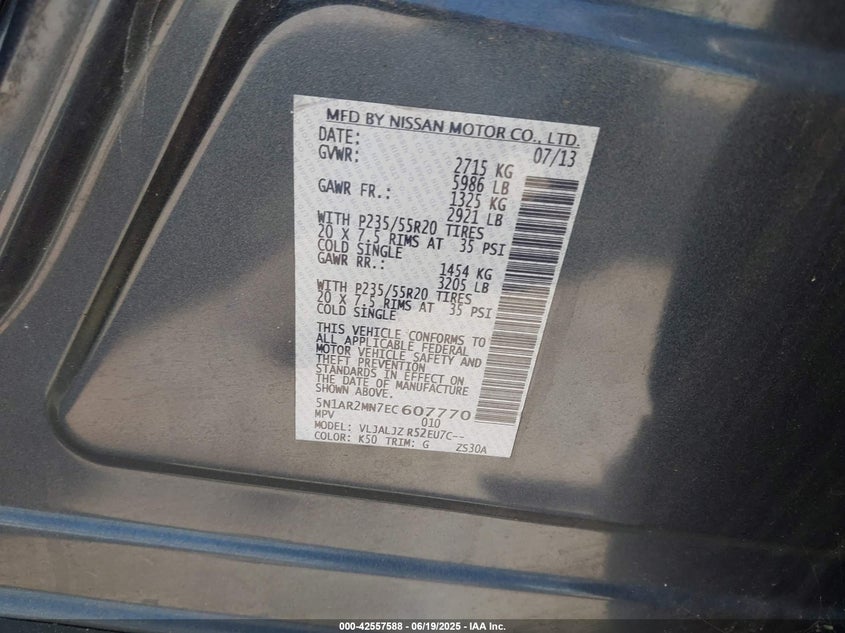 MFD BY NISSAN MOTOR CO., LTD.
DATE: 07/13
GVWR: 2715 KG
5986 LB
GAWR FR.: 1325 KG
2921 LB
WITH P235/55R20 TIRES
20 X 7.5 RIMS AT 35 PSI
COLD SINGLE
GAWR RR.: 1454 KG
3205 LB
WITH P235/55R20 TIRES
20 X 7.5 RIMS AT 35 PSI
COLD SINGLE
THIS VEHICLE CONFORMS TO
ALL APPLICABLE FEDERAL
MOTOR VEHICLE SAFETY AND
THEFT PREVENTION
STANDARDS IN EFFECT ON
THE DATE OF MANUFACTURE
SHOWN ABOVE.
5N1AR2MN7EC607770
MPV 010
MODEL: VLJALJZ R52EU7C--
COLOR: K50 TRIM: G ZS30A
000-42557588 - 06/19/2025 - IAA Inc.